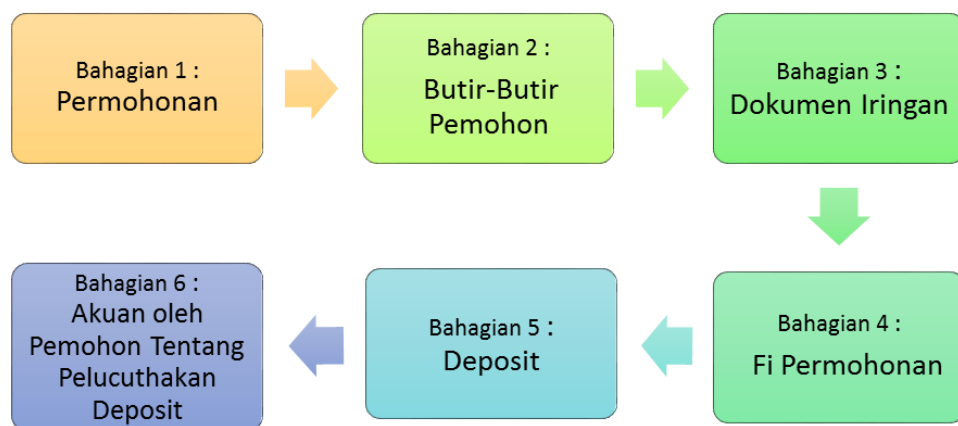 Bahagian 1 :
Permohonan
Bahagian 2 :
Butir-Butir
Pemohon
Bahagian 3 :
Dokumen Iringan
Bahagian 4 :
Fi Permohonan
Bahagian 5 :
Deposit
Bahagian 6 :
Akuan oleh
Pemohon Tentang
Pelucuthakan
Deposit